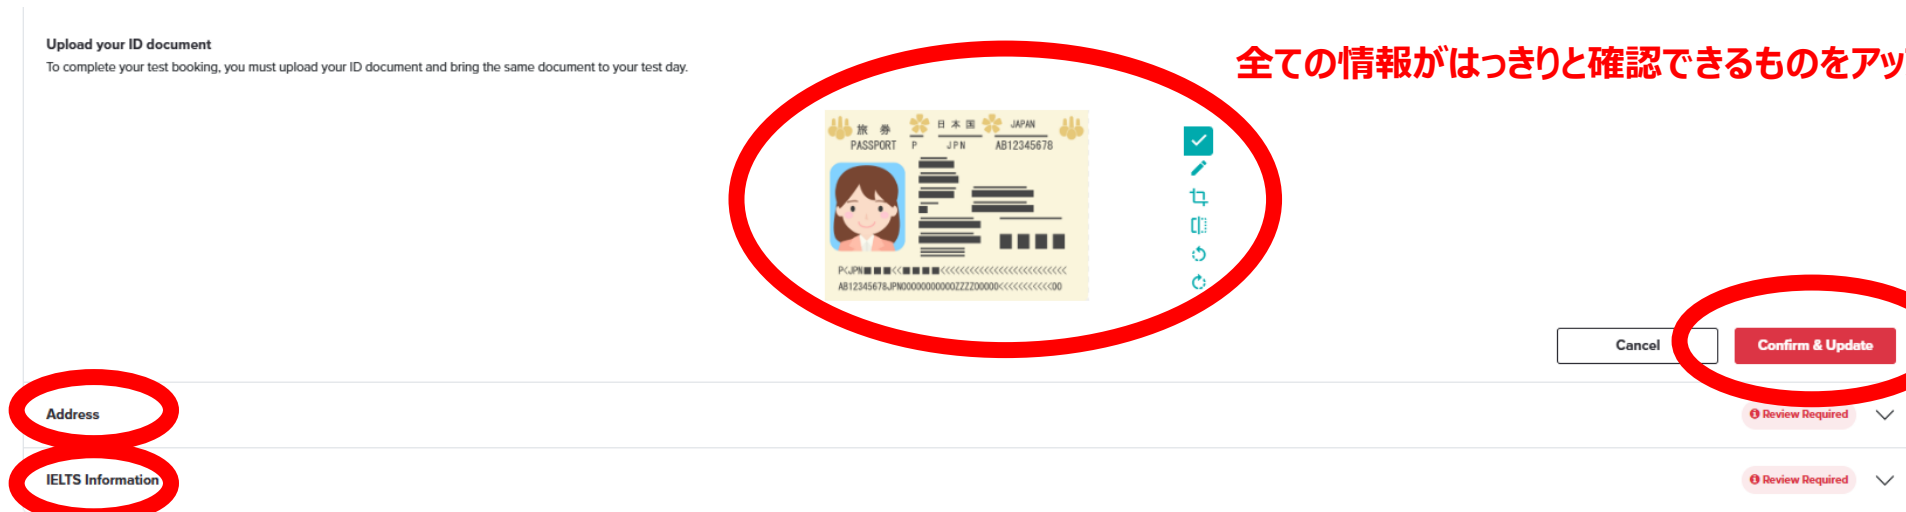 Upload your ID document
To complete your test booking, you must upload your ID document and bring the same document to your test day.
全ての情報がはっきりと確認できるものをアッ
旅 券 日 本 国 JAPAN
PASSPORT P JPN AB12345678
P<JPN■■■<<■■■■<<<<<<<<<<<<<<<<<<<<<<<<<<<<
AB12345678JPN00000000000ZZZZ00000<<<<<<<<<<<<00
Cancel
Confirm & Update
Address
Review Required
IELTS Information
Review Required